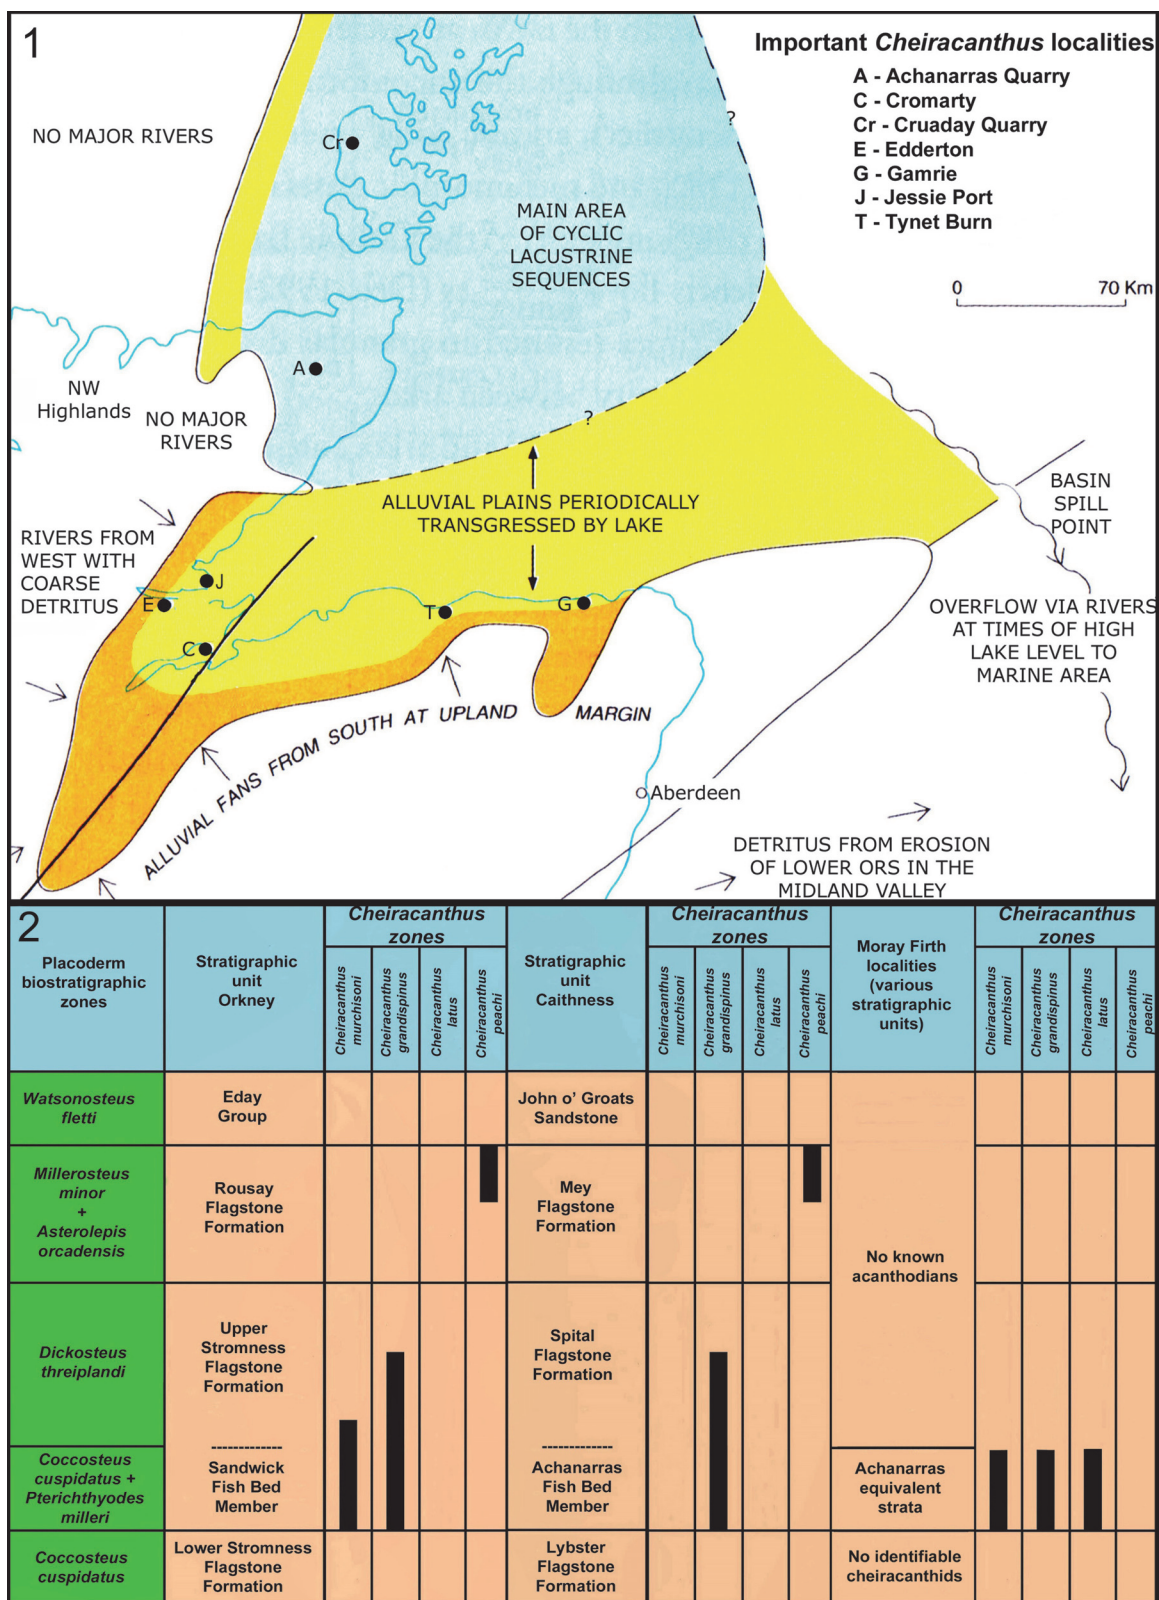 1
Important Cheiracanthus localities
A - Achanarras Quarry
C - Cromarty
Cr - Cruaday Quarry
E - Edderton
G - Gamrie
J - Jessie Port
T - Tynet Burn
0 70 Km
NO MAJOR RIVERS
Cr
?
MAIN AREA
OF CYCLIC
LACUSTRINE
SEQUENCES
A
NW
Highlands
NO MAJOR
RIVERS
?
ALLUVIAL PLAINS PERIODICALLY
TRANSGRESSED BY LAKE
BASIN
SPILL
POINT
RIVERS FROM
WEST WITH
COARSE
DETRITUS
J
E
C
T
G
OVERFLOW VIA RIVERS
AT TIMES OF HIGH
LAKE LEVEL TO
MARINE AREA
ALLUVIAL FANS FROM SOUTH AT UPLAND MARGIN
Aberdeen
DETRITUS FROM EROSION
OF LOWER ORS IN THE
MIDLAND VALLEY
2
Placoderm
biostratigraphic
zones
Stratigraphic
unit
Orkney
Cheiracanthus
zones
Cheiracanthus
murchisoni
Cheiracanthus
grandispinus
Cheiracanthus
latus
Cheiracanthus
peachi
Stratigraphic
unit
Caithness
Cheiracanthus
zones
Cheiracanthus
murchisoni
Cheiracanthus
grandispinus
Cheiracanthus
latus
Cheiracanthus
peachi
Moray Firth
localities
(various
stratigraphic
units)
Cheiracanthus
zones
Cheiracanthus
murchisoni
Cheiracanthus
grandispinus
Cheiracanthus
latus
Cheiracanthus
peachi
Watsonosteus
fletti
Eday
Group
John o' Groats
Sandstone
Millerosteus
minor
+
Asterolepis
orcadensis
Rousay
Flagstone
Formation
Mey
Flagstone
Formation
No known
acanthodians
Dickosteus
threiplandi
Upper
Stromness
Flagstone
Formation
Spital
Flagstone
Formation
Coccosteus
cuspidatus +
Pterichthyodes
milleri
-------------
Sandwick
Fish Bed
Member
-------------
Achanarras
Fish Bed
Member
Achanarras
equivalent
strata
Coccosteus
cuspidatus
Lower Stromness
Flagstone
Formation
Lybster
Flagstone
Formation
No identifiable
cheiracanthids